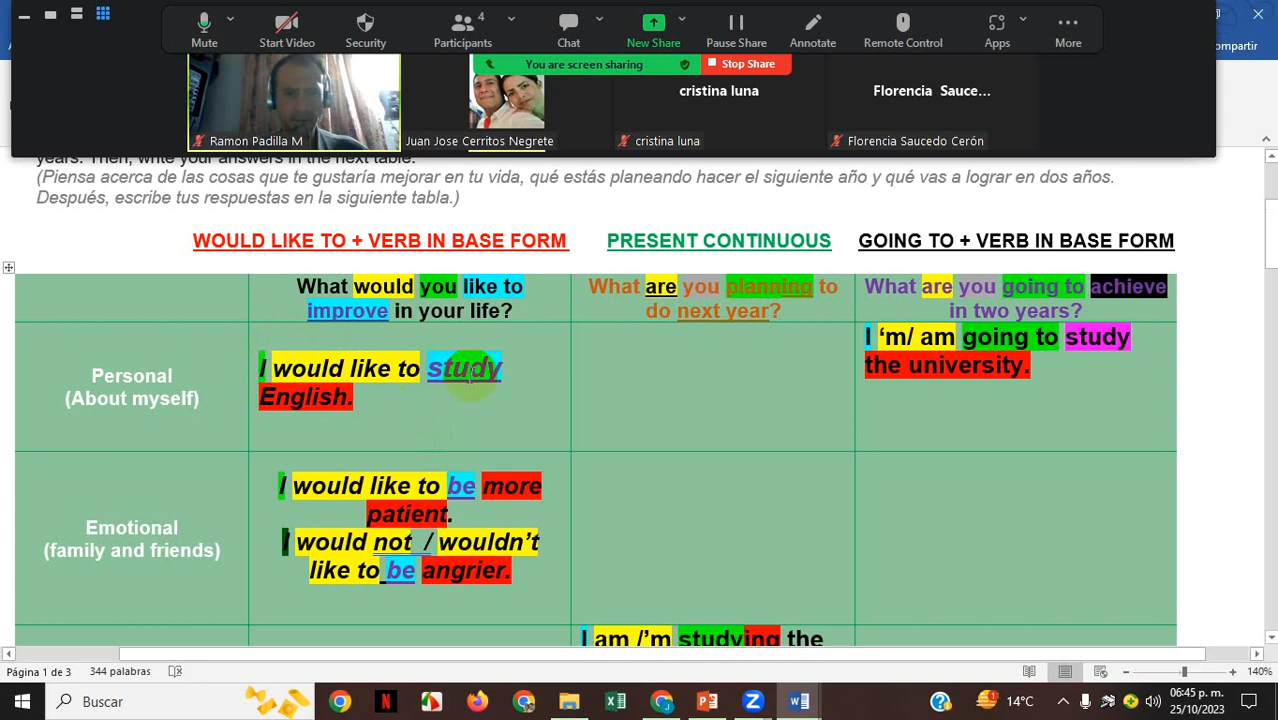 4
Mute
Start Video
Security
Participants
Chat
New Share
Pause Share
Annotate
Remote Control
Apps
More
ompartir
You are screen sharing
Stop Share
cristina luna
Florencia Sauce...
Ramon Padilla M
Juan Jose Cerritos Negrete
cristina luna
Florencia Saucedo Cerón
years. Then, write your answers in the next table.
(Piensa acerca de las cosas que te gustaría mejorar en tu vida, qué estás planeando hacer el siguiente año y qué vas a lograr en dos años.
Después, escribe tus respuestas en la siguiente tabla.)
WOULD LIKE TO + VERB IN BASE FORM
PRESENT CONTINUOUS
GOING TO + VERB IN BASE FORM
What would you like to
improve in your life?
What are you planning to
do next year?
What are you going to achieve
in two years?
Personal
(About myself)
I would like to study
English.
I 'm/ am going to study
the university.
Emotional
(family and friends)
I would like to be more
patient.
I would not / wouldn't
like to be angrier.
I am /'m studying the
Página 1 de 3
344 palabras
140%
Buscar
14°C
06:45 p. m.
25/10/2023